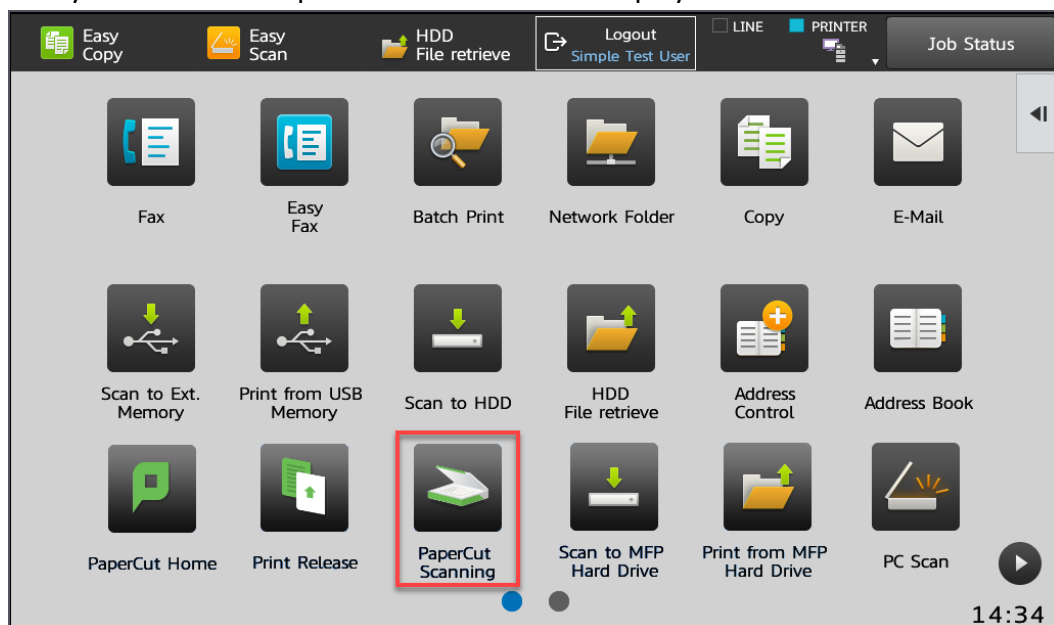 Easy
Copy
Easy
Scan
HDD
File retrieve
Logout
Simple Test User
LINE
PRINTER
Job Status
Fax
Easy
Fax
Batch Print
Network Folder
Copy
E-Mail
Scan to Ext.
Memory
Print from USB
Memory
Scan to HDD
HDD
File retrieve
Address
Control
Address Book
PaperCut Home
Print Release
PaperCut
Scanning
Scan to MFP
Hard Drive
Print from MFP
Hard Drive
PC Scan
14:34